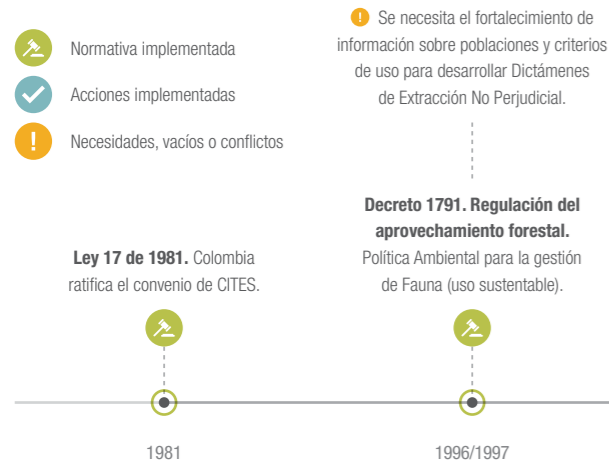 Normativa implementada
Acciones implementadas
! Necesidades, vacíos o conflictos
! Se necesita el fortalecimiento de
información sobre poblaciones y criterios
de uso para desarrollar Dictámenes
de Extracción No Perjudicial.
Ley 17 de 1981. Colombia
ratifica el convenio de CITES.
Decreto 1791. Regulación del
aprovechamiento forestal.
Política Ambiental para la gestión
de Fauna (uso sustentable).
1981
1996/1997